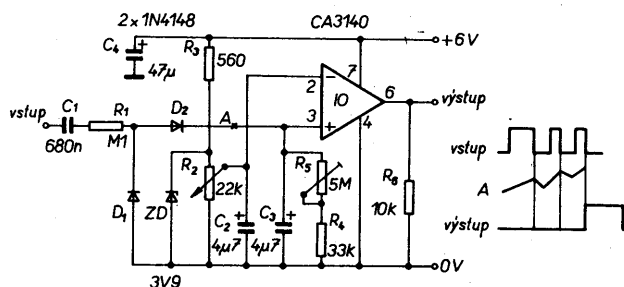 2×1N4148
CA3140
C4
+
47µ
R3
560
+6V
2
−
7
IO
6
3
+
4
výstup
vstup
C1
680n
R1
M1
D2
A
D1
ZD
R2
22k
+
C2
4µ7
+
C3
4µ7
R5
5M
R4
33k
R6
10k
3V9
0V
vstup
A
výstup